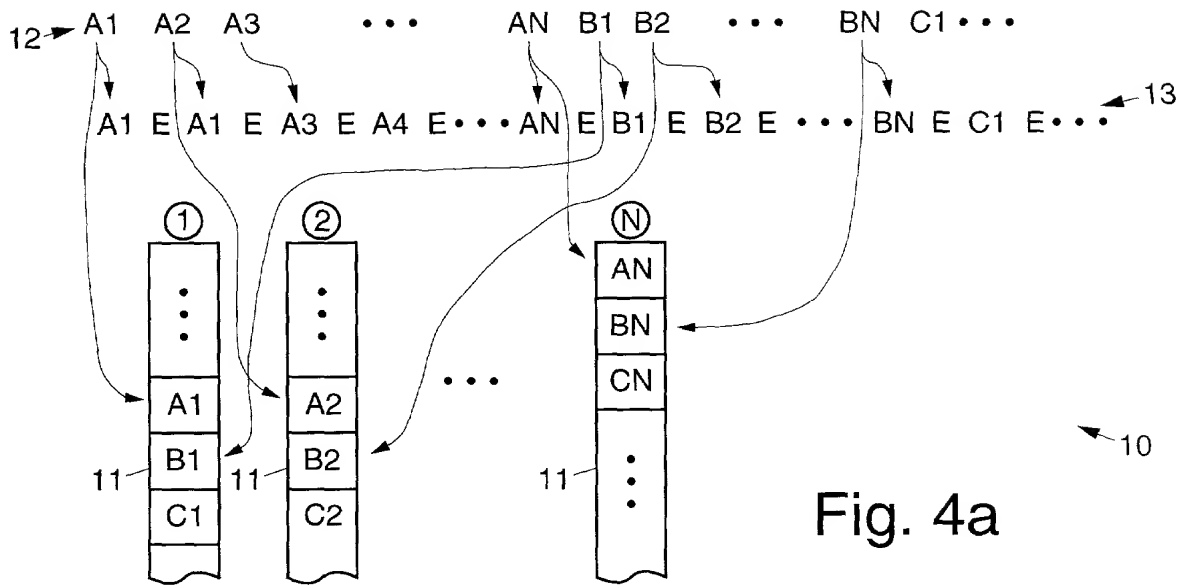 12 A1 A2 A3 • • • AN B1 B2 • • • BN C1 • • •
A1 E A1 E A3 E A4 E • • • AN E B1 E B2 E • • • BN E C1 E • • • 13
1 2 N
AN
BN
CN
A1 A2 • • •
11 B1 11 B2 11 10
C1 C2
Fig. 4a